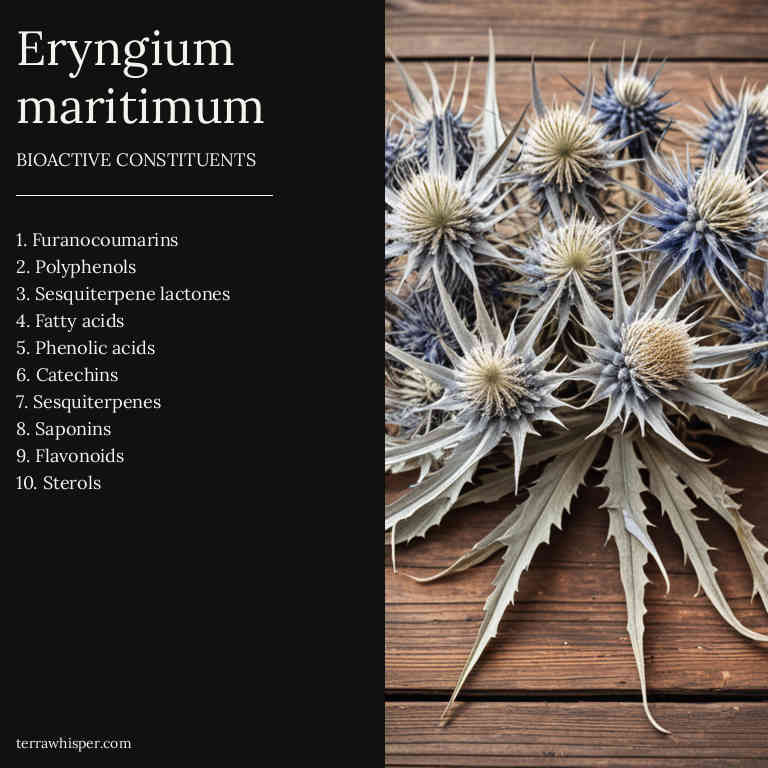 Eryngium
maritimum
BIOACTIVE CONSTITUENTS
1. Furanocoumarins
2. Polyphenols
3. Sesquiterpene lactones
4. Fatty acids
5. Phenolic acids
6. Catechins
7. Sesquiterpenes
8. Saponins
9. Flavonoids
10. Sterols
terrawhisper.com